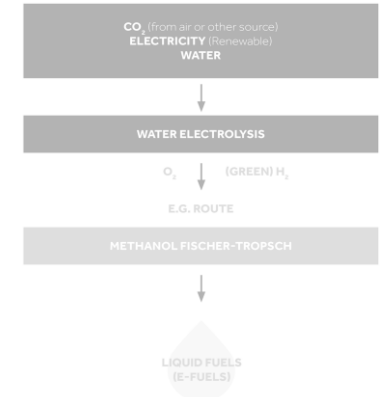 CO₂ (from air or other source)
ELECTRICITY (Renewable)
WATER
WATER ELECTROLYSIS
O₂ (GREEN) H₂
E.G. ROUTE
METHANOL FISCHER-TROPSCH
LIQUID FUELS
(E-FUELS)